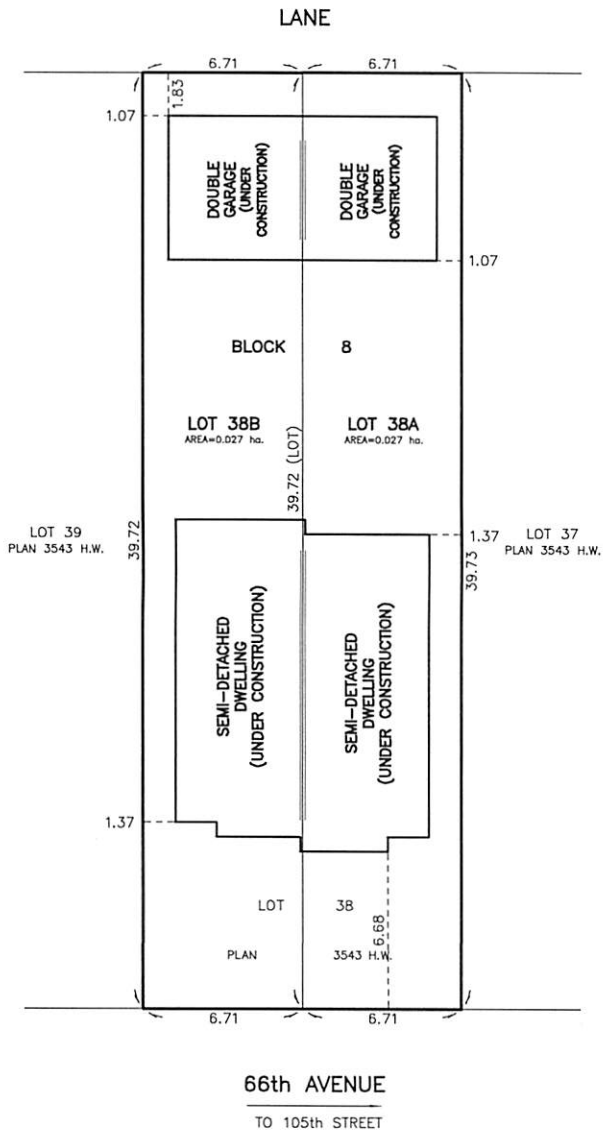 LANE
6.71 6.71
1.83
1.07
DOUBLE
GARAGE
(UNDER
CONSTRUCTION)
DOUBLE
GARAGE
(UNDER
CONSTRUCTION)
1.07
BLOCK 8
LOT 38B
AREA=0.027 ha.
LOT 38A
AREA=0.027 ha.
39.72 (LOT)
LOT 39
PLAN 3543 H.W.
39.72
1.37
39.73
LOT 37
PLAN 3543 H.W.
SEMI-DETACHED
DWELLING
(UNDER CONSTRUCTION)
SEMI-DETACHED
DWELLING
(UNDER CONSTRUCTION)
1.37
LOT 38
6.68
PLAN 3543 H.W.
6.71 6.71
66th AVENUE
TO 105th STREET